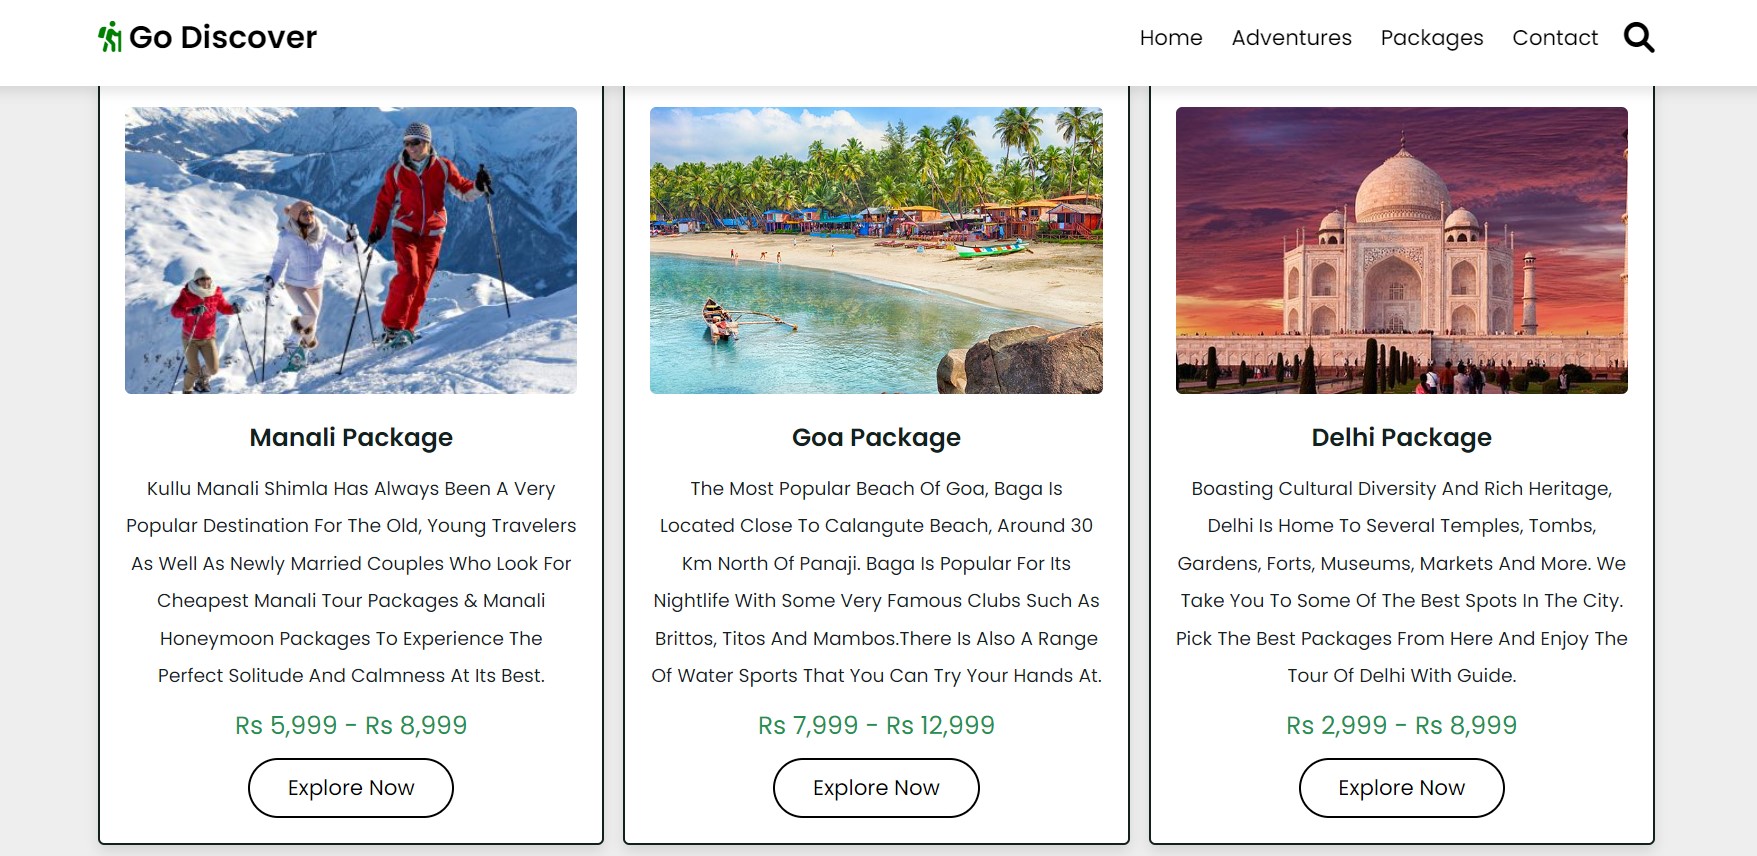 Go Discover
Home Adventures Packages Contact
Manali Package
Kullu Manali Shimla Has Always Been A Very
Popular Destination For The Old, Young Travelers
As Well As Newly Married Couples Who Look For
Cheapest Manali Tour Packages & Manali
Honeymoon Packages To Experience The
Perfect Solitude And Calmness At Its Best.
Rs 5,999 - Rs 8,999
Explore Now
Goa Package
The Most Popular Beach Of Goa, Baga Is
Located Close To Calangute Beach, Around 30
Km North Of Panaji. Baga Is Popular For Its
Nightlife With Some Very Famous Clubs Such As
Brittos, Titos And Mambos.There Is Also A Range
Of Water Sports That You Can Try Your Hands At.
Rs 7,999 - Rs 12,999
Explore Now
Delhi Package
Boasting Cultural Diversity And Rich Heritage,
Delhi Is Home To Several Temples, Tombs,
Gardens, Forts, Museums, Markets And More. We
Take You To Some Of The Best Spots In The City.
Pick The Best Packages From Here And Enjoy The
Tour Of Delhi With Guide.
Rs 2,999 - Rs 8,999
Explore Now